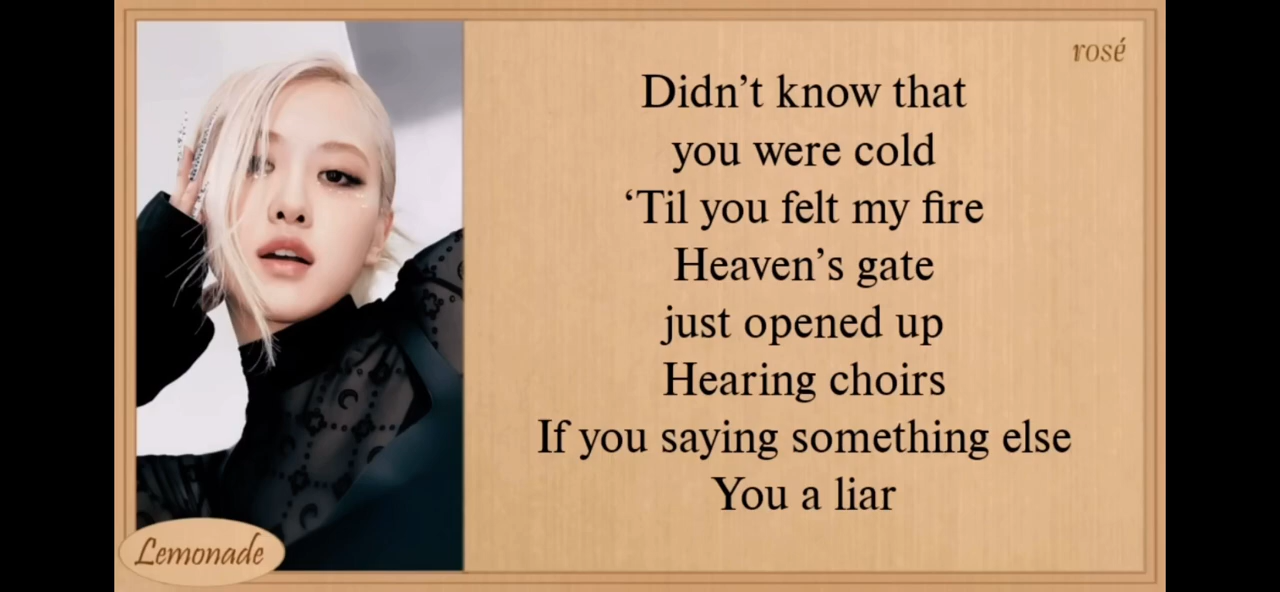 rosé
Didn’t know that
you were cold
‘Til you felt my fire
Heaven’s gate
just opened up
Hearing choirs
If you saying something else
You a liar
Lemonade